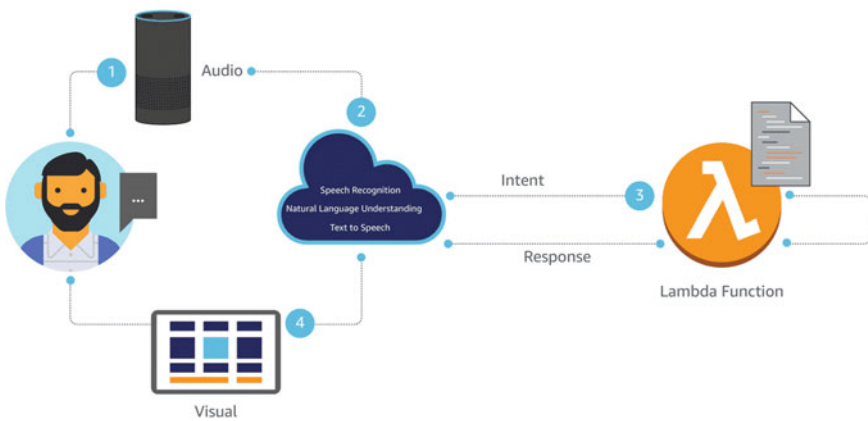 1
Audio
2
...
Speech Recognition
Natural Language Understanding
Text to Speech
Intent
3
Response
Lambda Function
4
Visual